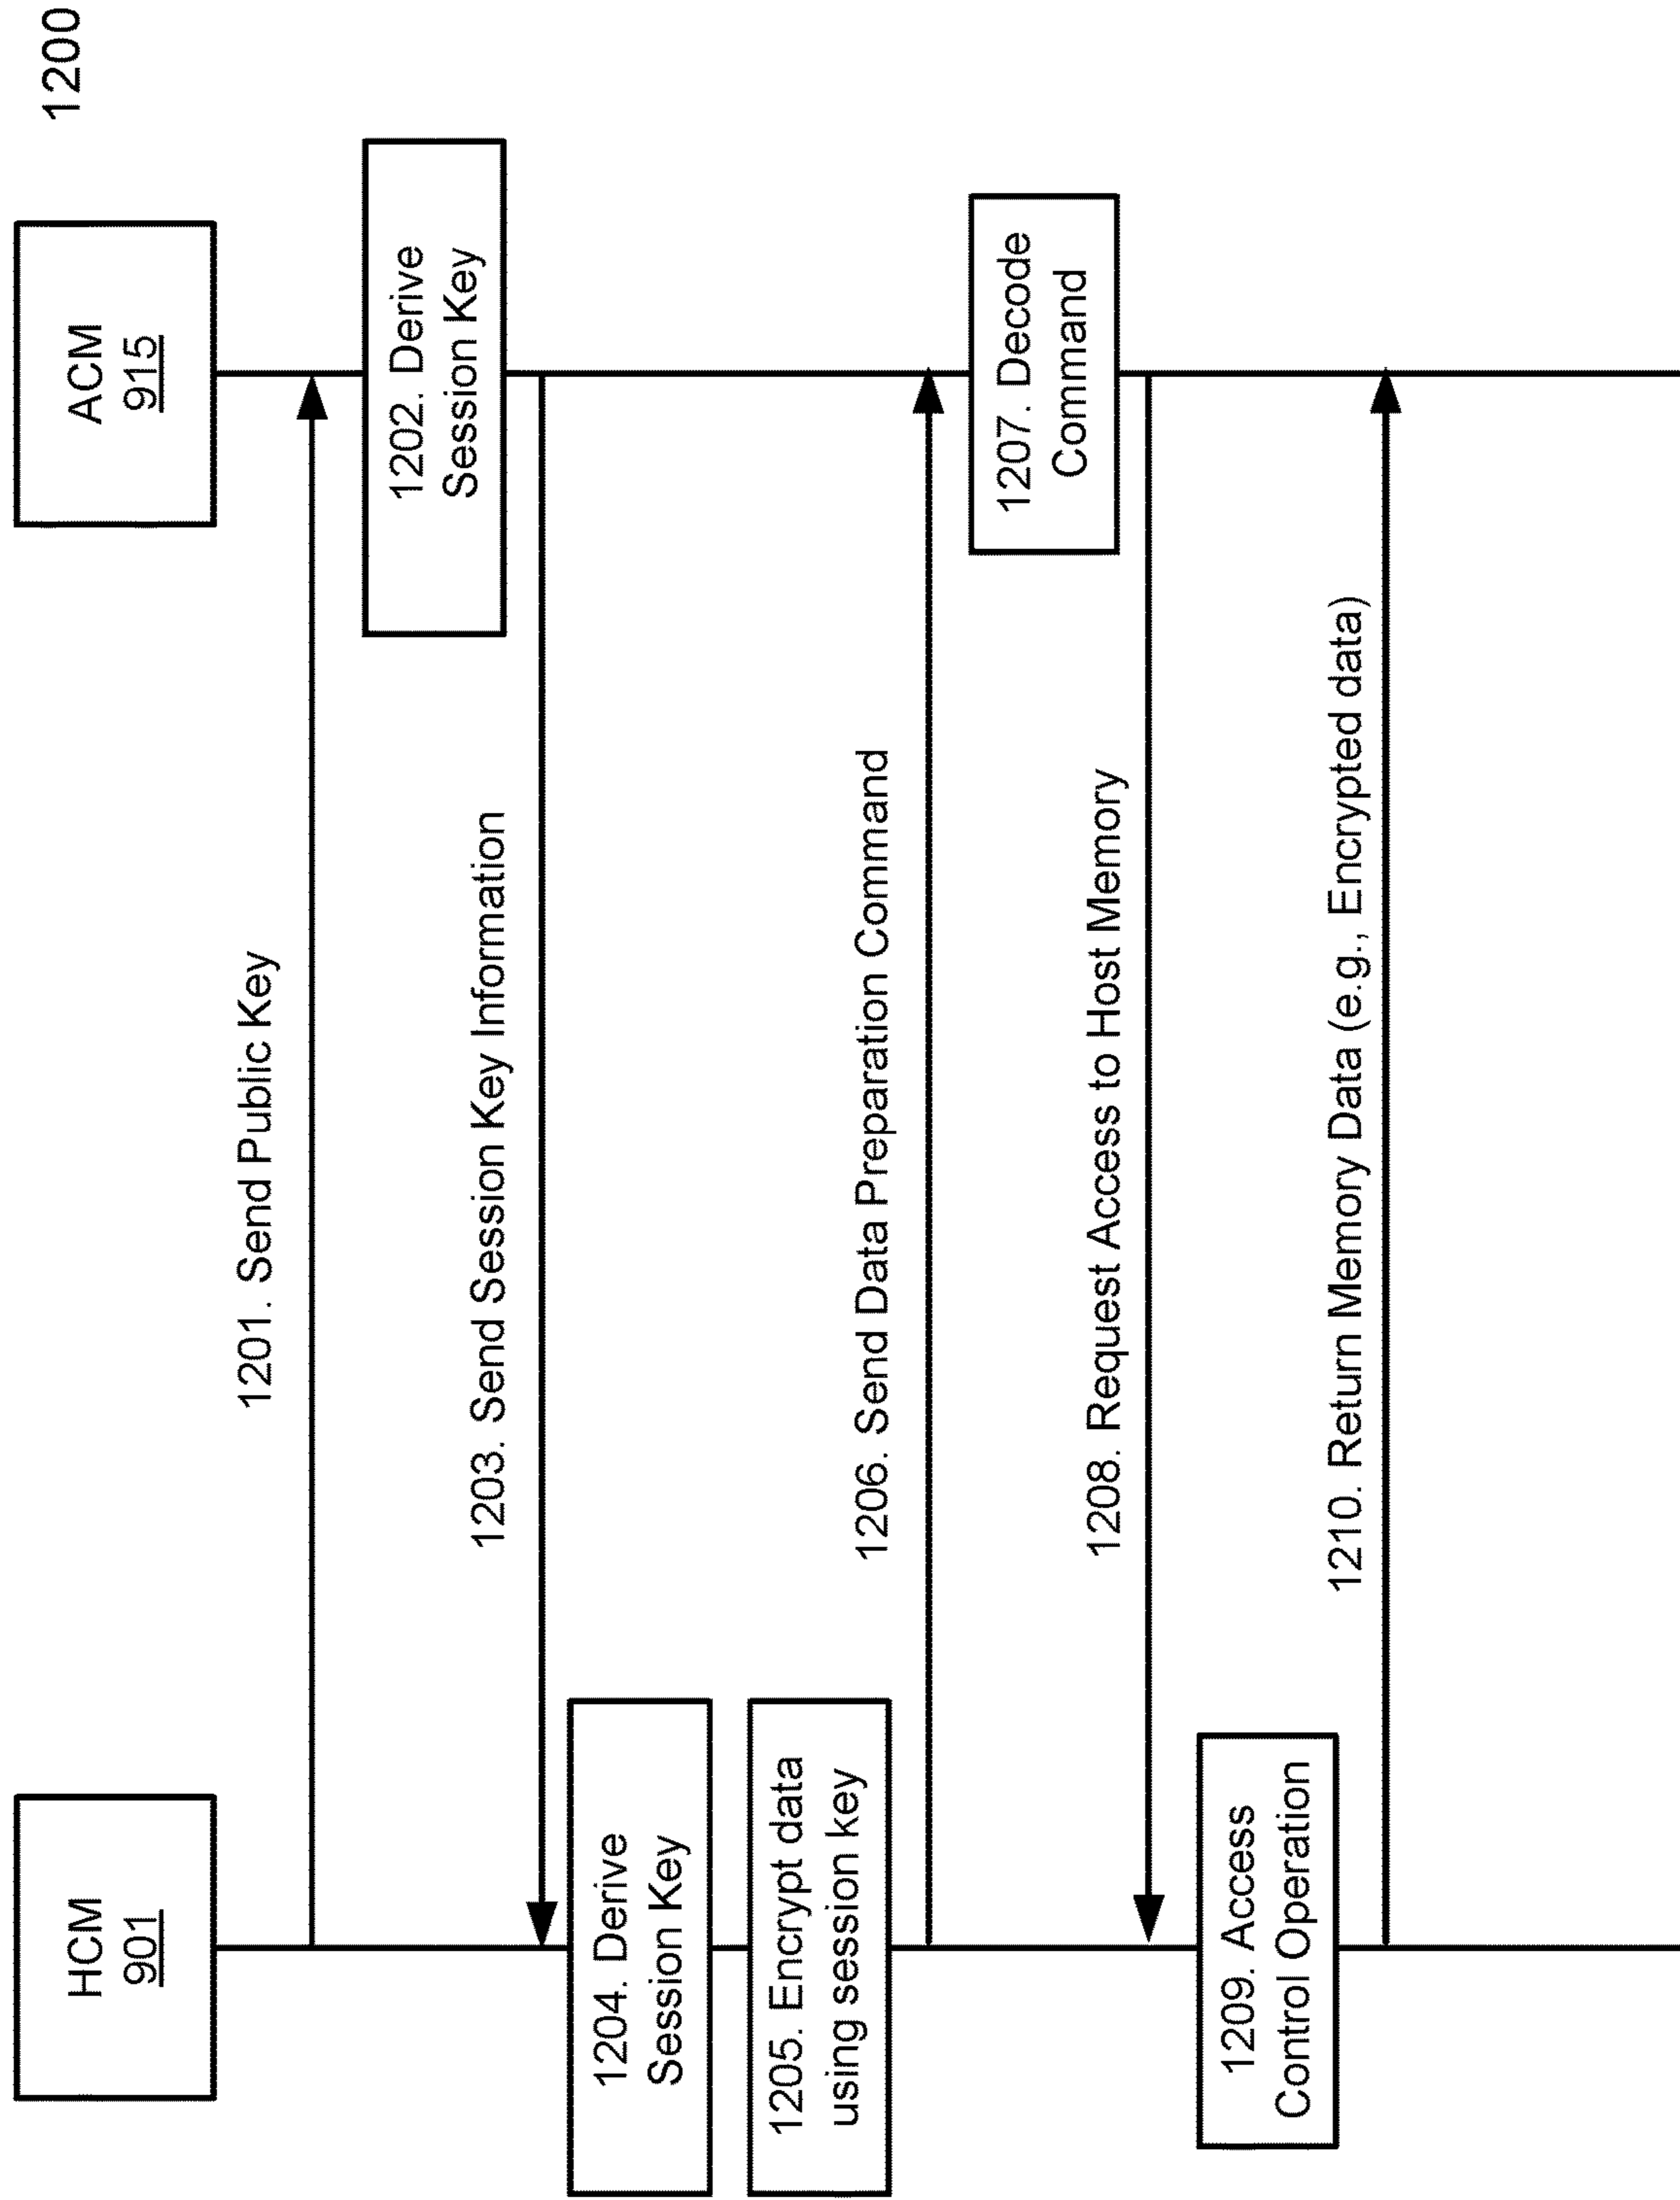 1200
HCM
901
ACM
915
1201. Send Public Key
1202. Derive
Session Key
1203. Send Session Key Information
1204. Derive
Session Key
1205. Encrypt data
using session key
1206. Send Data Preparation Command
1207. Decode
Command
1208. Request Access to Host Memory
1209. Access
Control Operation
1210. Return Memory Data (e.g., Encrypted data)